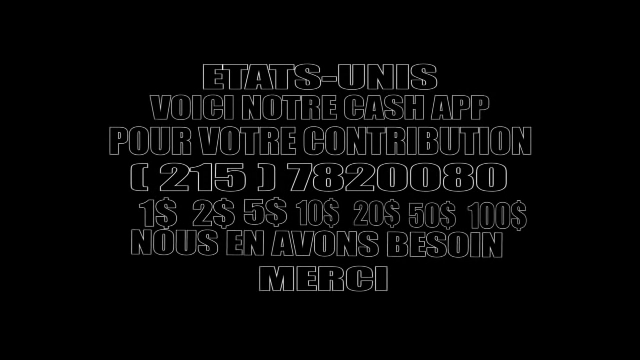 ETATS-UNIS
VOICI NOTRE CASH APP
POUR VOTRE CONTRIBUTION
( 215 ) 7820080
1$ 2$ 5$ 10$ 20$ 50$ 100$
NOUS EN AVONS BESOIN
MERCI